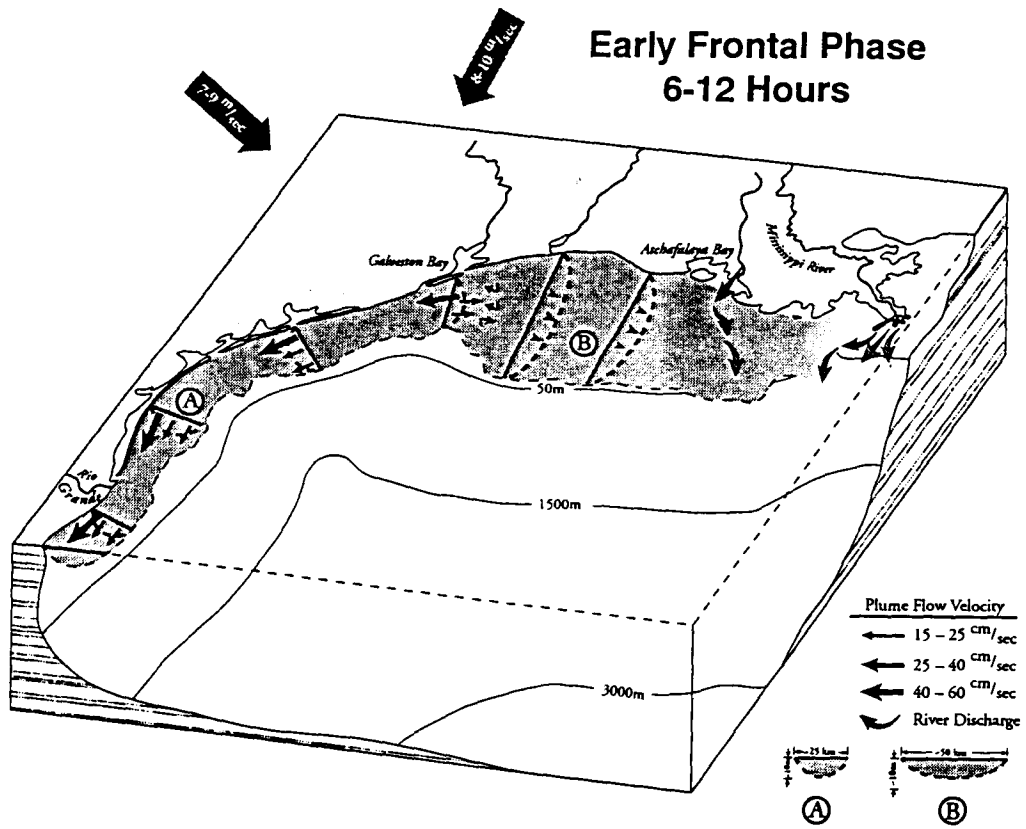 Early Frontal Phase
6-12 Hours
7-9 m/sec
8-10 m/sec
Galveston Bay
Atchafalaya Bay
Mississippi River
B
50m
A
Rio
Grande
1500m
3000m
Plume Flow Velocity
15 – 25 cm/sec
25 – 40 cm/sec
40 – 60 cm/sec
River Discharge
~25 km
~50 km
A
B